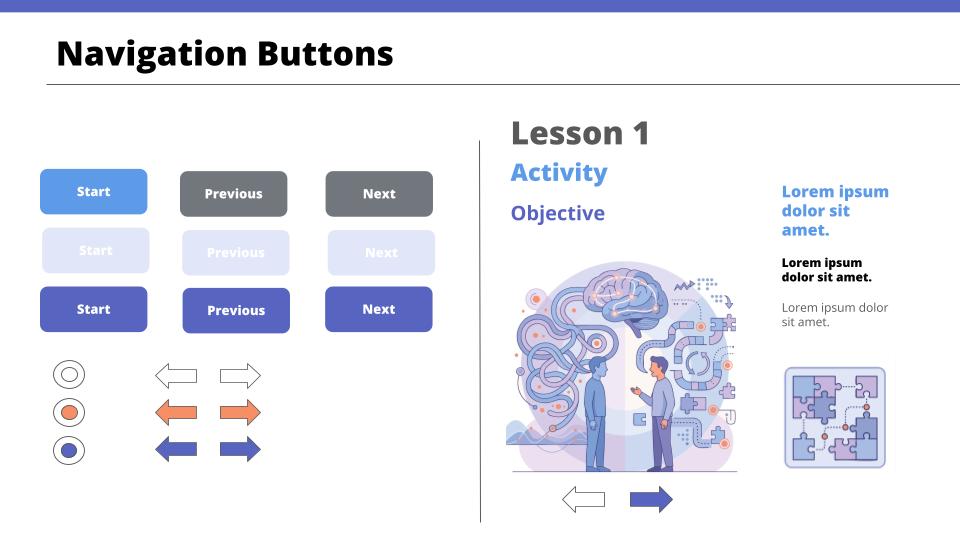 Navigation Buttons
Start
Previous
Next
Start
Previous
Next
Start
Previous
Next
Lesson 1
Activity
Objective
Lorem ipsum
dolor sit
amet.
Lorem ipsum
dolor sit amet.
Lorem ipsum dolor
sit amet.